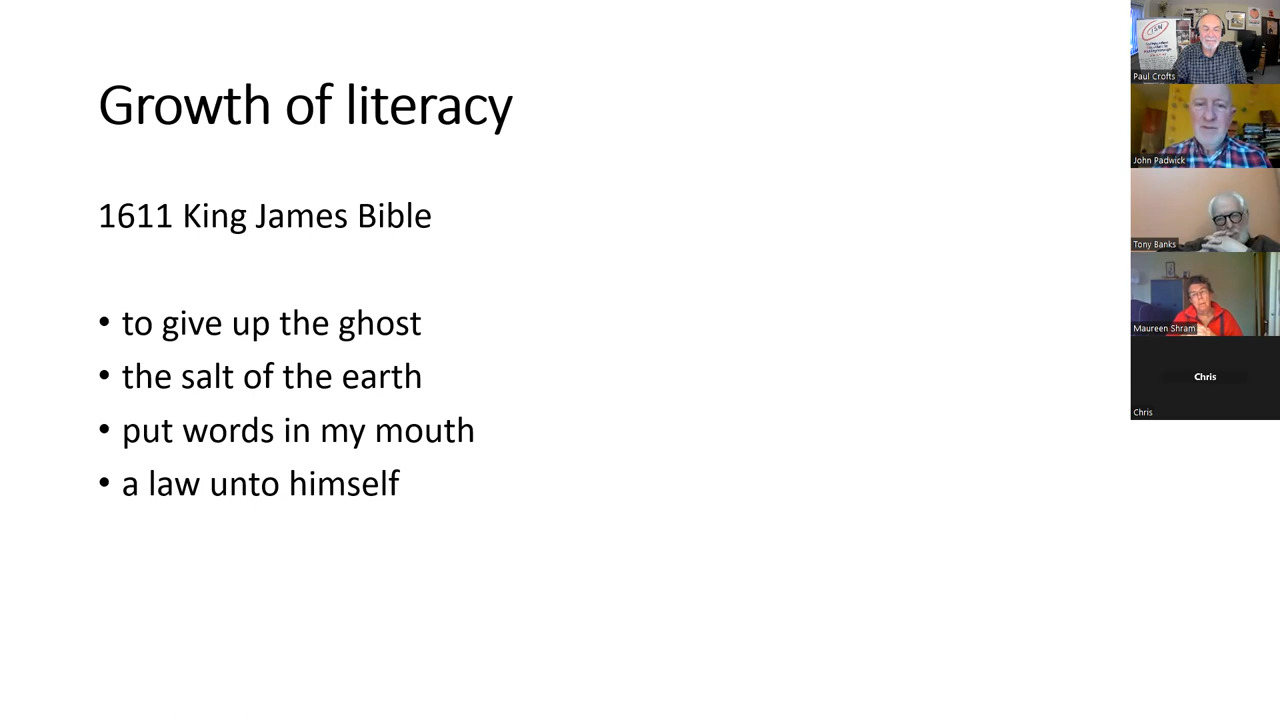 Growth of literacy
1611 King James Bible
• to give up the ghost
• the salt of the earth
• put words in my mouth
• a law unto himself
Paul Crofts
John Padwick
Tony Banks
Maureen Shram
Chris
Chris